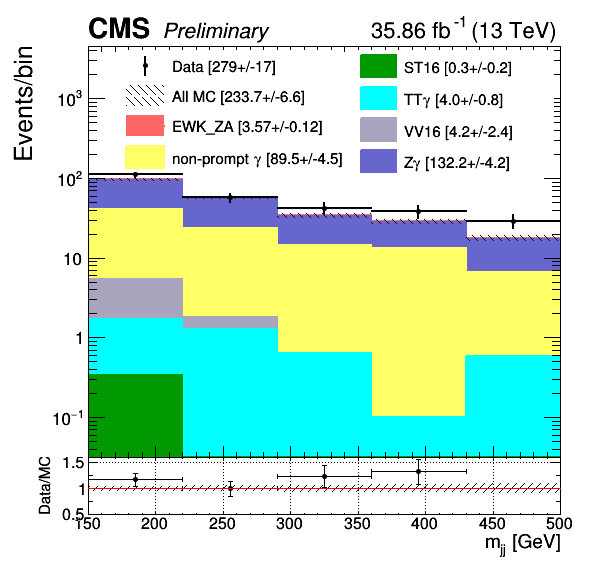 CMS Preliminary 35.86 fb⁻¹ (13 TeV)
Events/bin
Data [279+/-17]
All MC [233.7+/-6.6]
EWK_ZA [3.57+/-0.12]
non-prompt γ [89.5+/-4.5]
ST16 [0.3+/-0.2]
TTγ [4.0+/-0.8]
VV16 [4.2+/-2.4]
Zγ [132.2+/-4.2]
10³
10²
10
1
10⁻¹
Data/MC
1.5
1
0.5
150 200 250 300 350 400 450 500
m_jj [GeV]